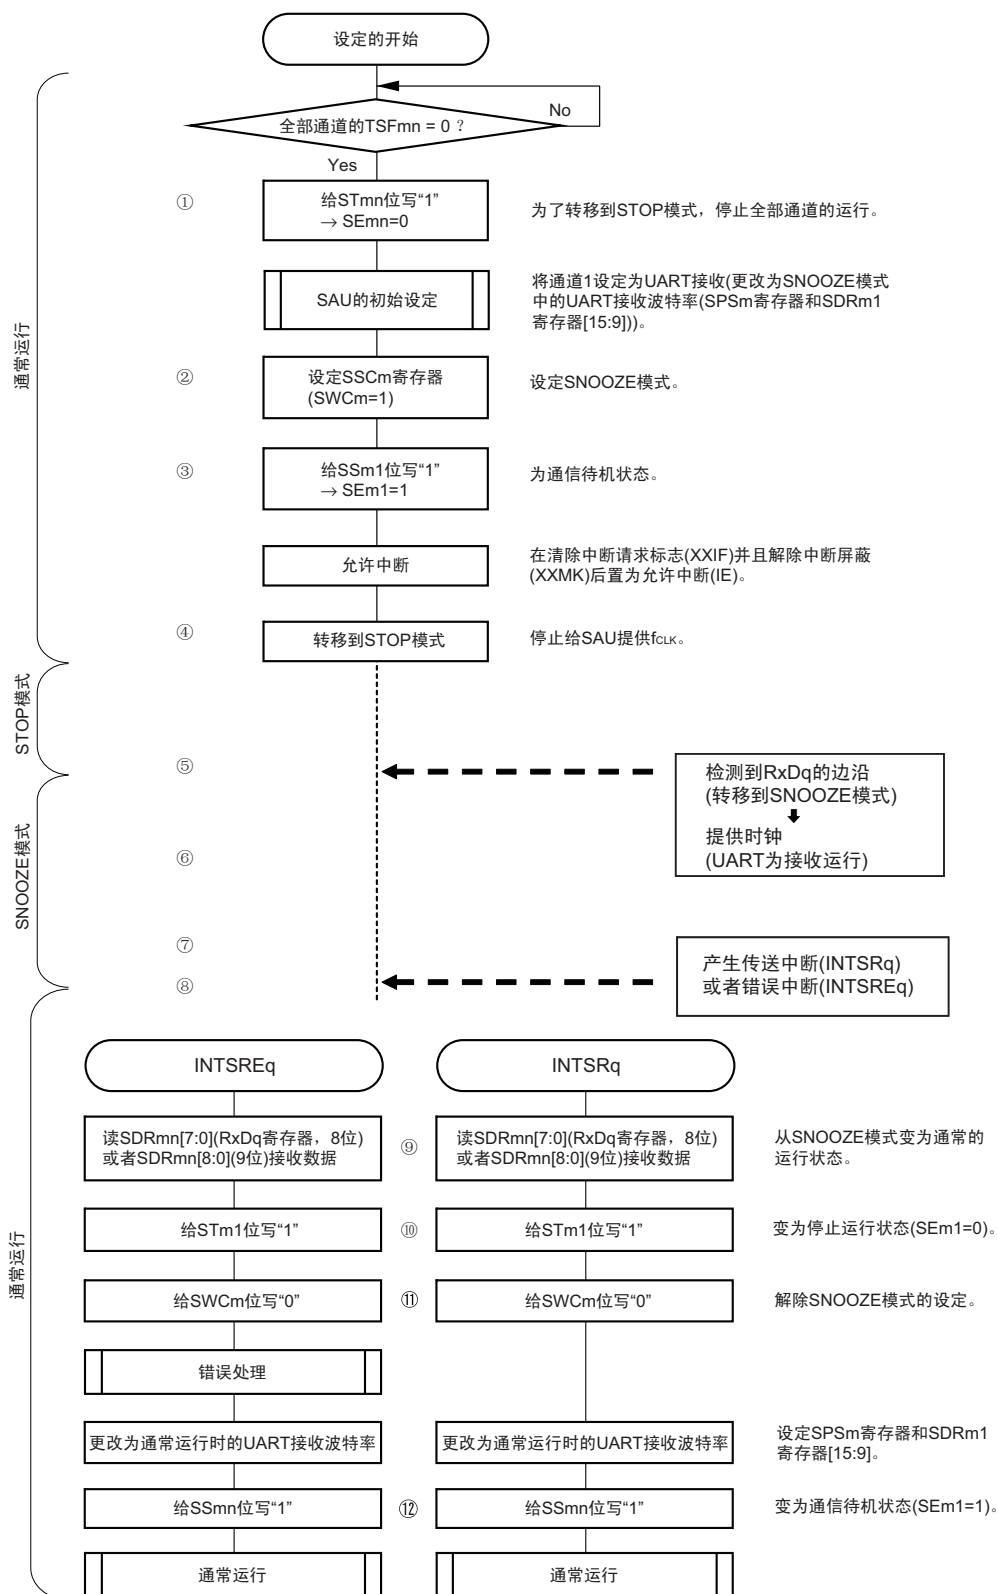 设定的开始
No
全部通道的TSFmn = 0 ？
Yes
①
给STmn位写“1”
→ SEmn=0
为了转移到STOP模式，停止全部通道的运行。
SAU的初始设定
将通道1设定为UART接收(更改为SNOOZE模式
中的UART接收波特率(SPSm寄存器和SDRm1
寄存器[15:9]))。
通常运行
②
设定SSCm寄存器
(SWCm=1)
设定SNOOZE模式。
③
给SSm1位写“1”
→ SEm1=1
为通信待机状态。
允许中断
在清除中断请求标志(XXIF)并且解除中断屏蔽
(XXMK)后置为允许中断(IE)。
④
转移到STOP模式
停止给SAU提供fCLK。
STOP模式
⑤
检测到RxDq的边沿
(转移到SNOOZE模式)
提供时钟
(UART为接收运行)
SNOOZE模式
⑥
⑦
⑧
产生传送中断(INTSRq)
或者错误中断(INTSREq)
INTSREq
INTSRq
读SDRmn[7:0](RxDq寄存器，8位)
或者SDRmn[8:0](9位)接收数据
⑨
读SDRmn[7:0](RxDq寄存器，8位)
或者SDRmn[8:0](9位)接收数据
从SNOOZE模式变为通常的
运行状态。
给STm1位写“1”
⑩
给STm1位写“1”
变为停止运行状态(SEm1=0)。
通常运行
给SWCm位写“0”
⑪
给SWCm位写“0”
解除SNOOZE模式的设定。
错误处理
更改为通常运行时的UART接收波特率
更改为通常运行时的UART接收波特率
设定SPSm寄存器和SDRm1
寄存器[15:9]。
给SSmn位写“1”
⑫
给SSmn位写“1”
变为通信待机状态(SEm1=1)。
通常运行
通常运行